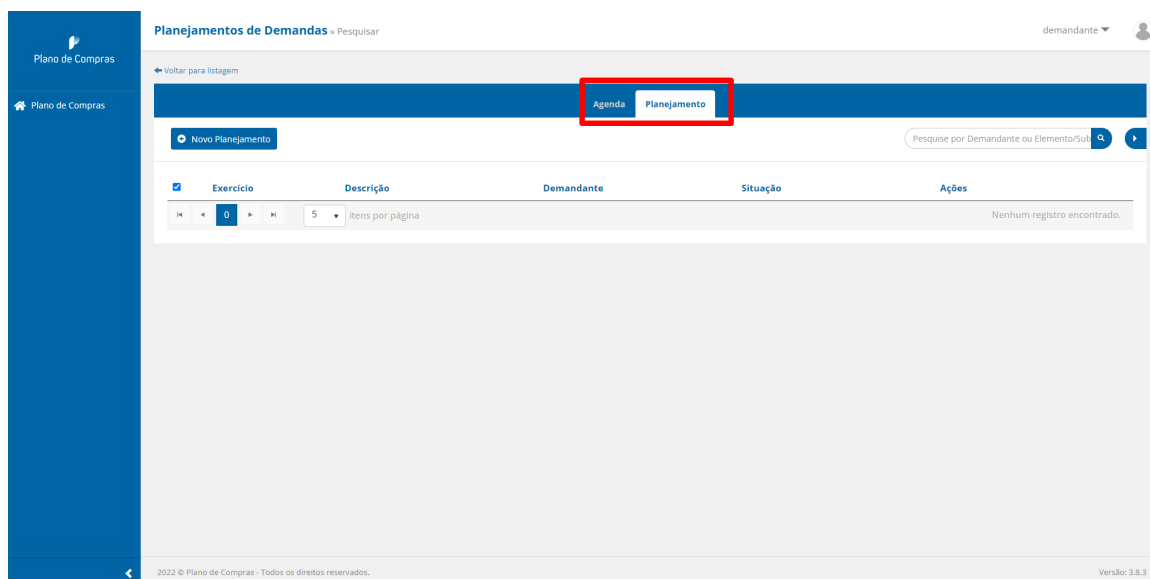 Plano de Compras
Planejamentos de Demandas » Pesquisar
demandante
Voltar para listagem
Plano de Compras
Agenda Planejamento
Novo Planejamento
Pesquise por Demandante ou Elemento/Sub
Exercício Descrição Demandante Situação Ações
0 5 itens por página Nenhum registro encontrado.
2022 © Plano de Compras - Todos os direitos reservados. Versão: 3.8.3